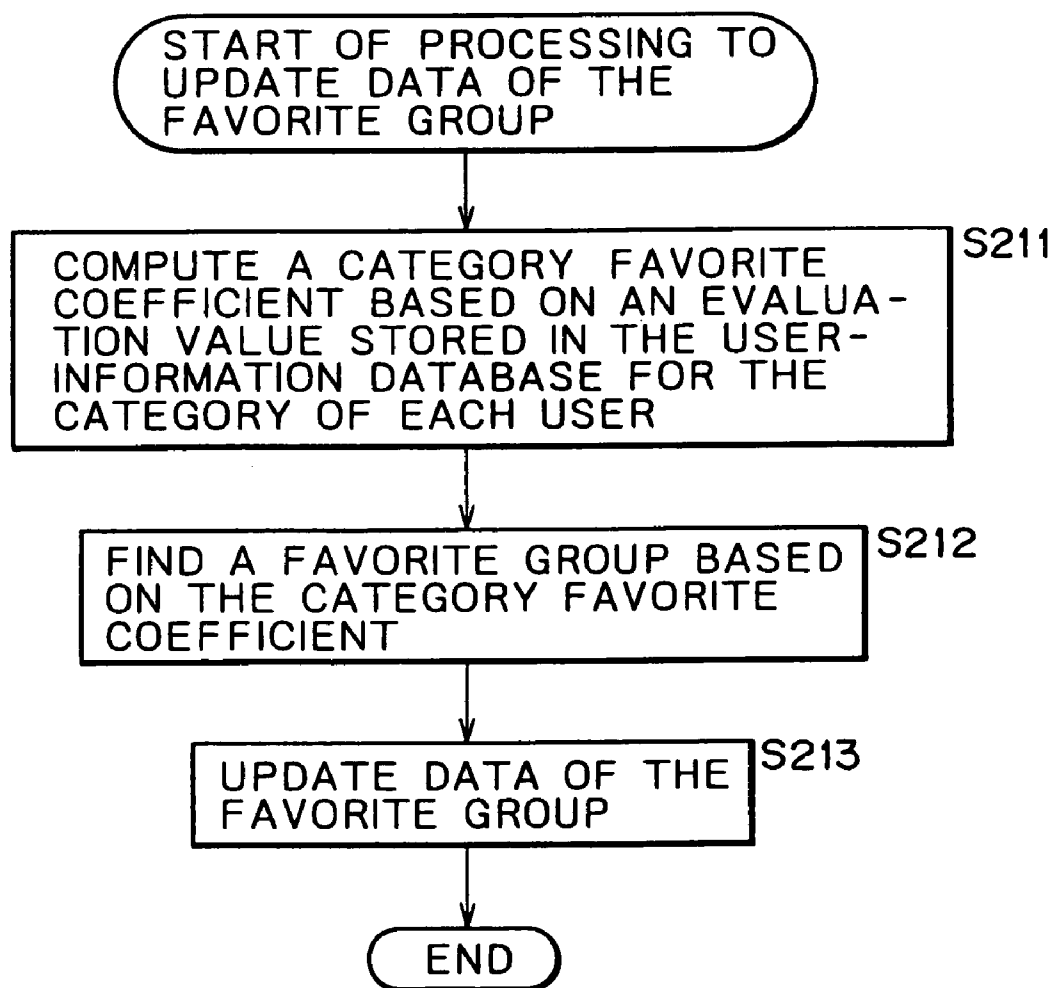 START OF PROCESSING TO
UPDATE DATA OF THE
FAVORITE GROUP
S211
COMPUTE A CATEGORY FAVORITE
COEFFICIENT BASED ON AN EVALUA-
TION VALUE STORED IN THE USER-
INFORMATION DATABASE FOR THE
CATEGORY OF EACH USER
S212
FIND A FAVORITE GROUP BASED
ON THE CATEGORY FAVORITE
COEFFICIENT
S213
UPDATE DATA OF THE
FAVORITE GROUP
END